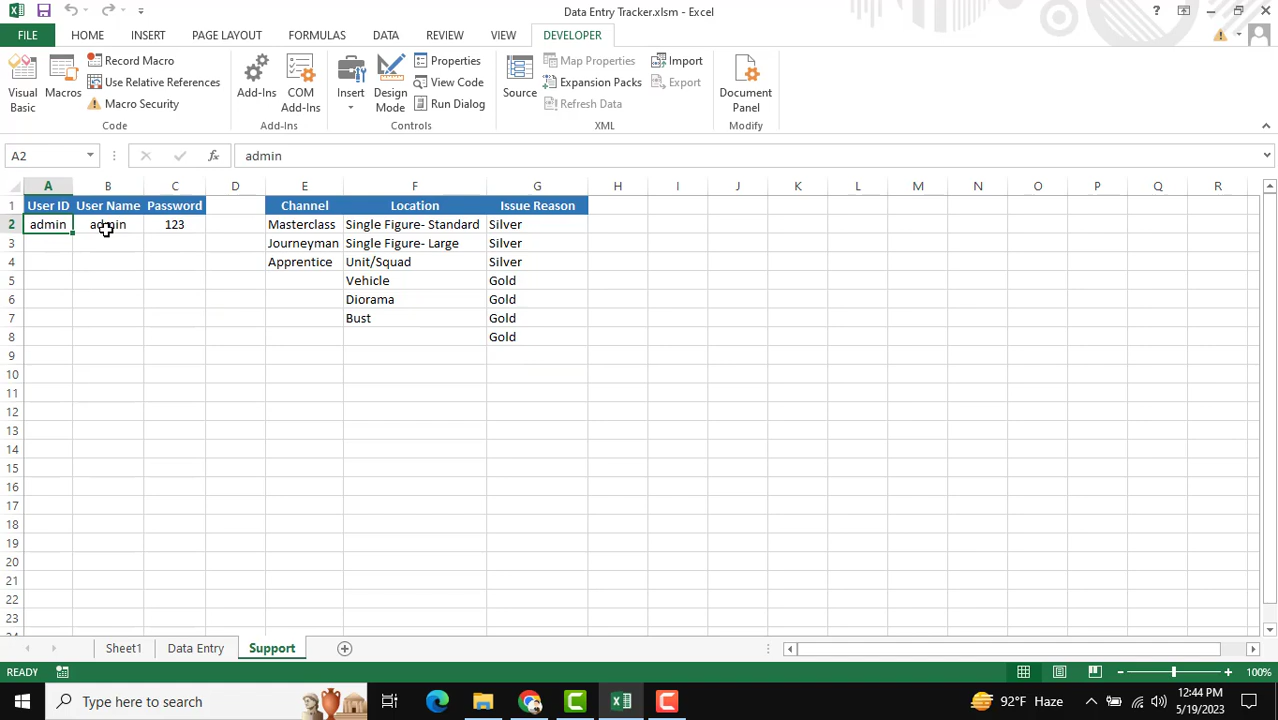 Data Entry Tracker.xlsm - Excel
?
FILE HOME INSERT PAGE LAYOUT FORMULAS DATA REVIEW VIEW DEVELOPER
Visual Basic
Macros
Record Macro
Use Relative References
Macro Security
Code
Add-Ins
COM Add-Ins
Add-Ins
Insert
Design Mode
Properties
View Code
Run Dialog
Controls
Source
Map Properties
Expansion Packs
Refresh Data
Import
Export
XML
Document Panel
Modify
A2 fx admin
A B C D E F G H I J K L M N O P Q R
1 User ID User Name Password Channel Location Issue Reason
2 admin admin 123 Masterclass Single Figure- Standard Silver
3 Journeyman Single Figure- Large Silver
4 Apprentice Unit/Squad Silver
5 Vehicle Gold
6 Diorama Gold
7 Bust Gold
8 Gold
9
10
11
12
13
14
15
16
17
18
19
20
21
22
23
Sheet1 Data Entry Support
READY 100%
Type here to search
92°F Haze
12:44 PM
5/19/2023